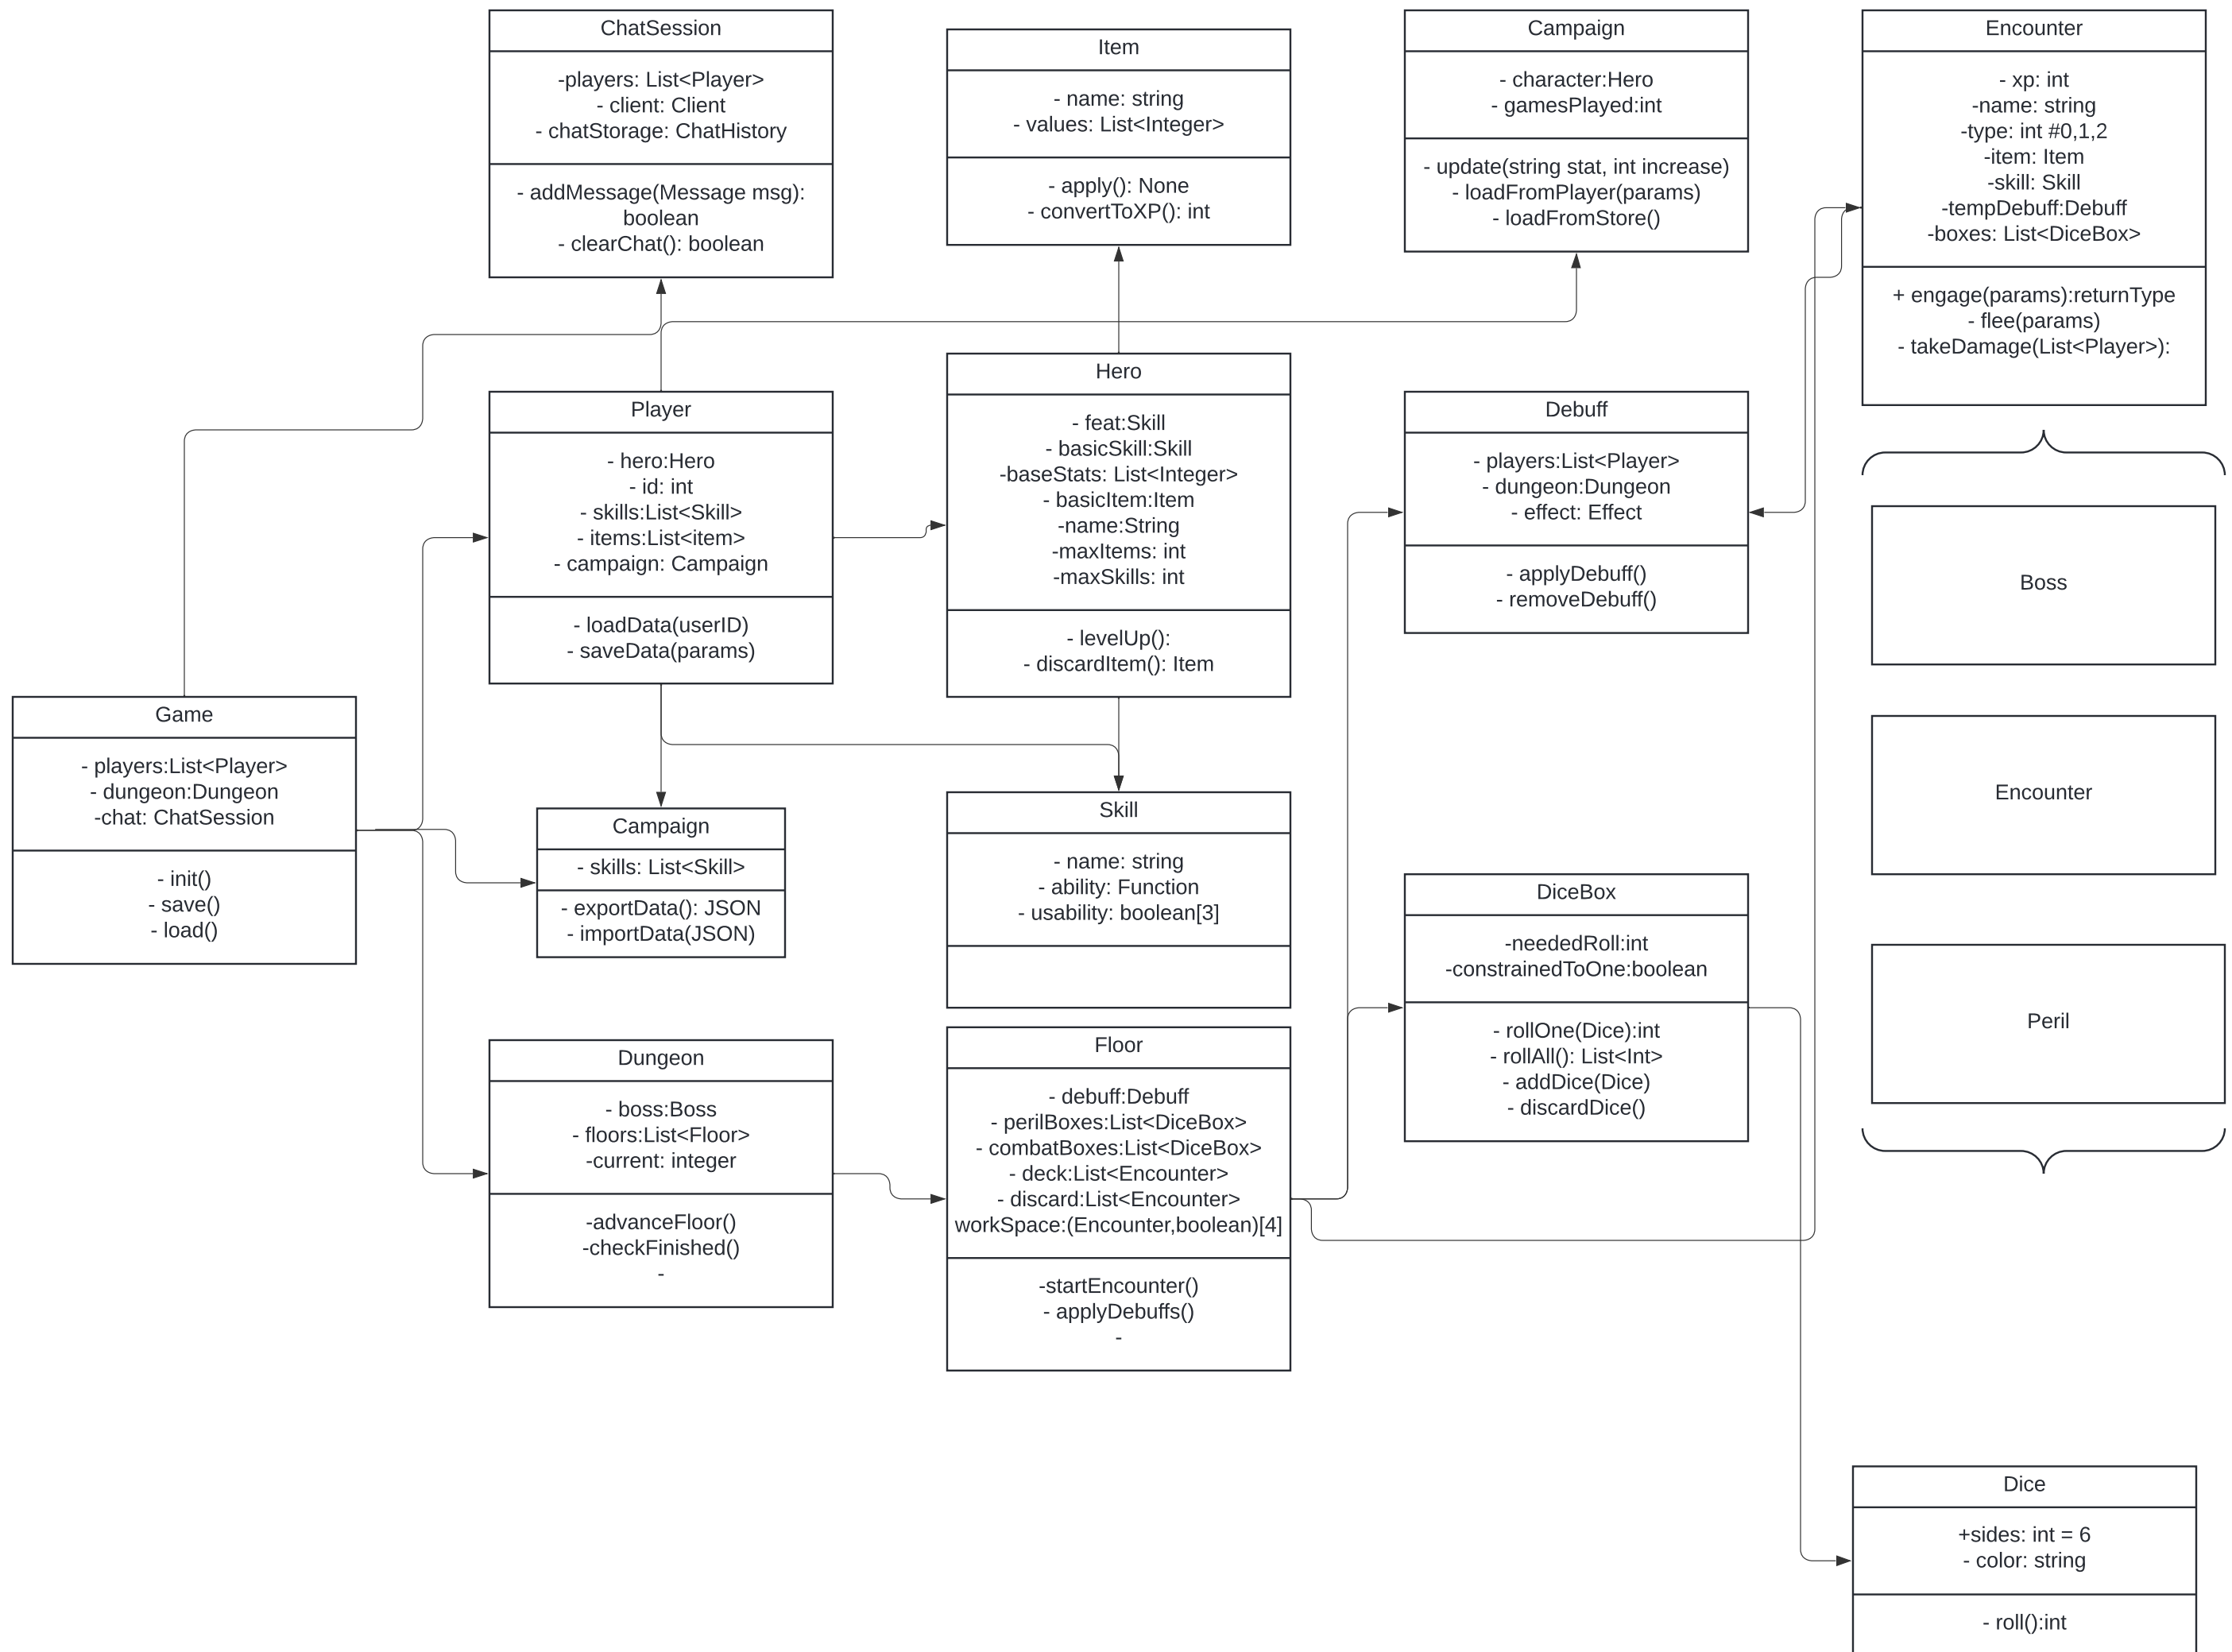 ChatSession
-players: List<Player>
- client: Client
- chatStorage: ChatHistory
- addMessage(Message msg):
boolean
- clearChat(): boolean
Item
- name: string
- values: List<Integer>
- apply(): None
- convertToXP(): int
Campaign
- character:Hero
- gamesPlayed:int
- update(string stat, int increase)
- loadFromPlayer(params)
- loadFromStore()
Encounter
- xp: int
-name: string
-type: int #0,1,2
-item: Item
-skill: Skill
-tempDebuff:Debuff
-boxes: List<DiceBox>
+ engage(params):returnType
- flee(params)
- takeDamage(List<Player>):
Player
- hero:Hero
- id: int
- skills:List<Skill>
- items:List<item>
- campaign: Campaign
- loadData(userID)
- saveData(params)
Hero
- feat:Skill
- basicSkill:Skill
-baseStats: List<Integer>
- basicItem:Item
-name:String
-maxItems: int
-maxSkills: int
- levelUp():
- discardItem(): Item
Debuff
- players:List<Player>
- dungeon:Dungeon
- effect: Effect
- applyDebuff()
- removeDebuff()
Boss
Encounter
Peril
Game
- players:List<Player>
- dungeon:Dungeon
-chat: ChatSession
- init()
- save()
- load()
Campaign
- skills: List<Skill>
- exportData(): JSON
- importData(JSON)
Skill
- name: string
- ability: Function
- usability: boolean[3]
DiceBox
-neededRoll:int
-constrainedToOne:boolean
- rollOne(Dice):int
- rollAll(): List<Int>
- addDice(Dice)
- discardDice()
Dungeon
- boss:Boss
- floors:List<Floor>
-current: integer
-advanceFloor()
-checkFinished()
-
Floor
- debuff:Debuff
- perilBoxes:List<DiceBox>
- combatBoxes:List<DiceBox>
- deck:List<Encounter>
- discard:List<Encounter>
workSpace:(Encounter,boolean)[4]
-startEncounter()
- applyDebuffs()
-
Dice
+sides: int = 6
- color: string
- roll():int